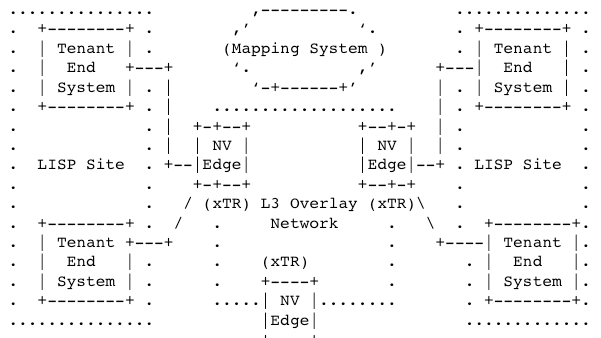 Tenant Tenant
End (Mapping System ) End
System System
NV NV
LISP Site Edge Edge LISP Site
(xTR) L3 Overlay (xTR)
Network
Tenant Tenant
End (xTR) End
System NV System
Edge